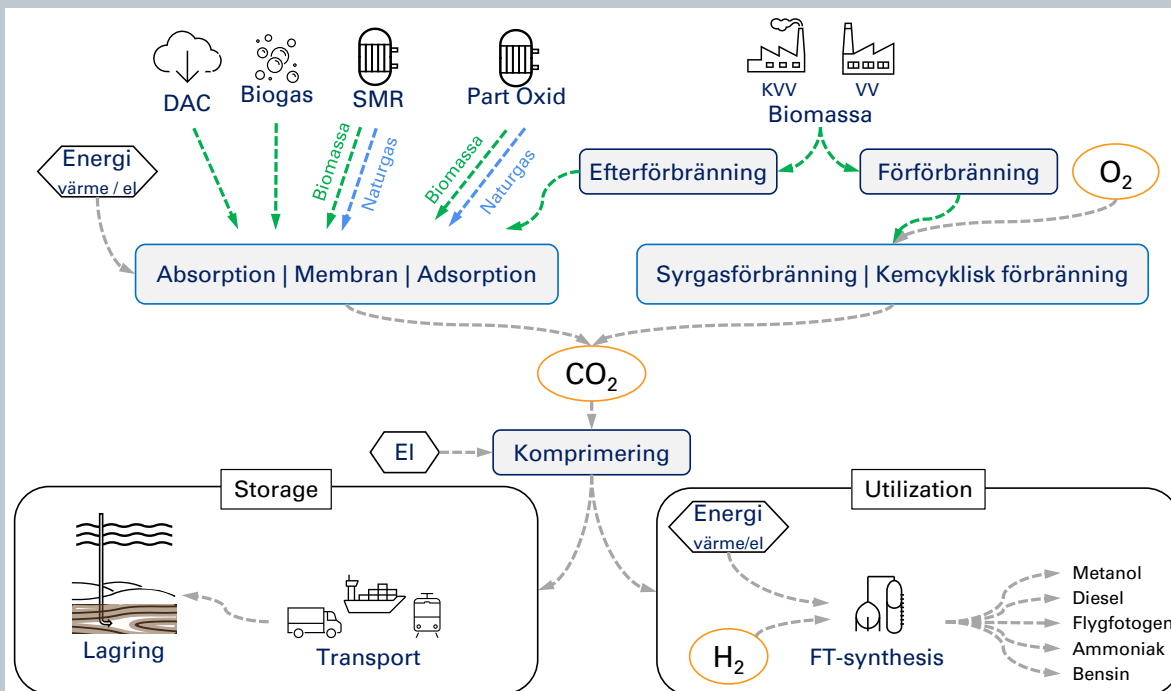 DAC
Biogas
SMR
Part Oxid
KVV
VV
Biomassa
Energi
värme / el
Biomassa
Naturgas
Biomassa
Naturgas
Efterförbränning
Förförbränning
O2
Absorption | Membran | Adsorption
Syrgasförbränning | Kemcyklisk förbränning
CO2
El
Komprimering
Storage
Lagring
Transport
Utilization
Energi
värme/el
H2
FT-synthesis
Metanol
Diesel
Flygfotogen
Ammoniak
Bensin